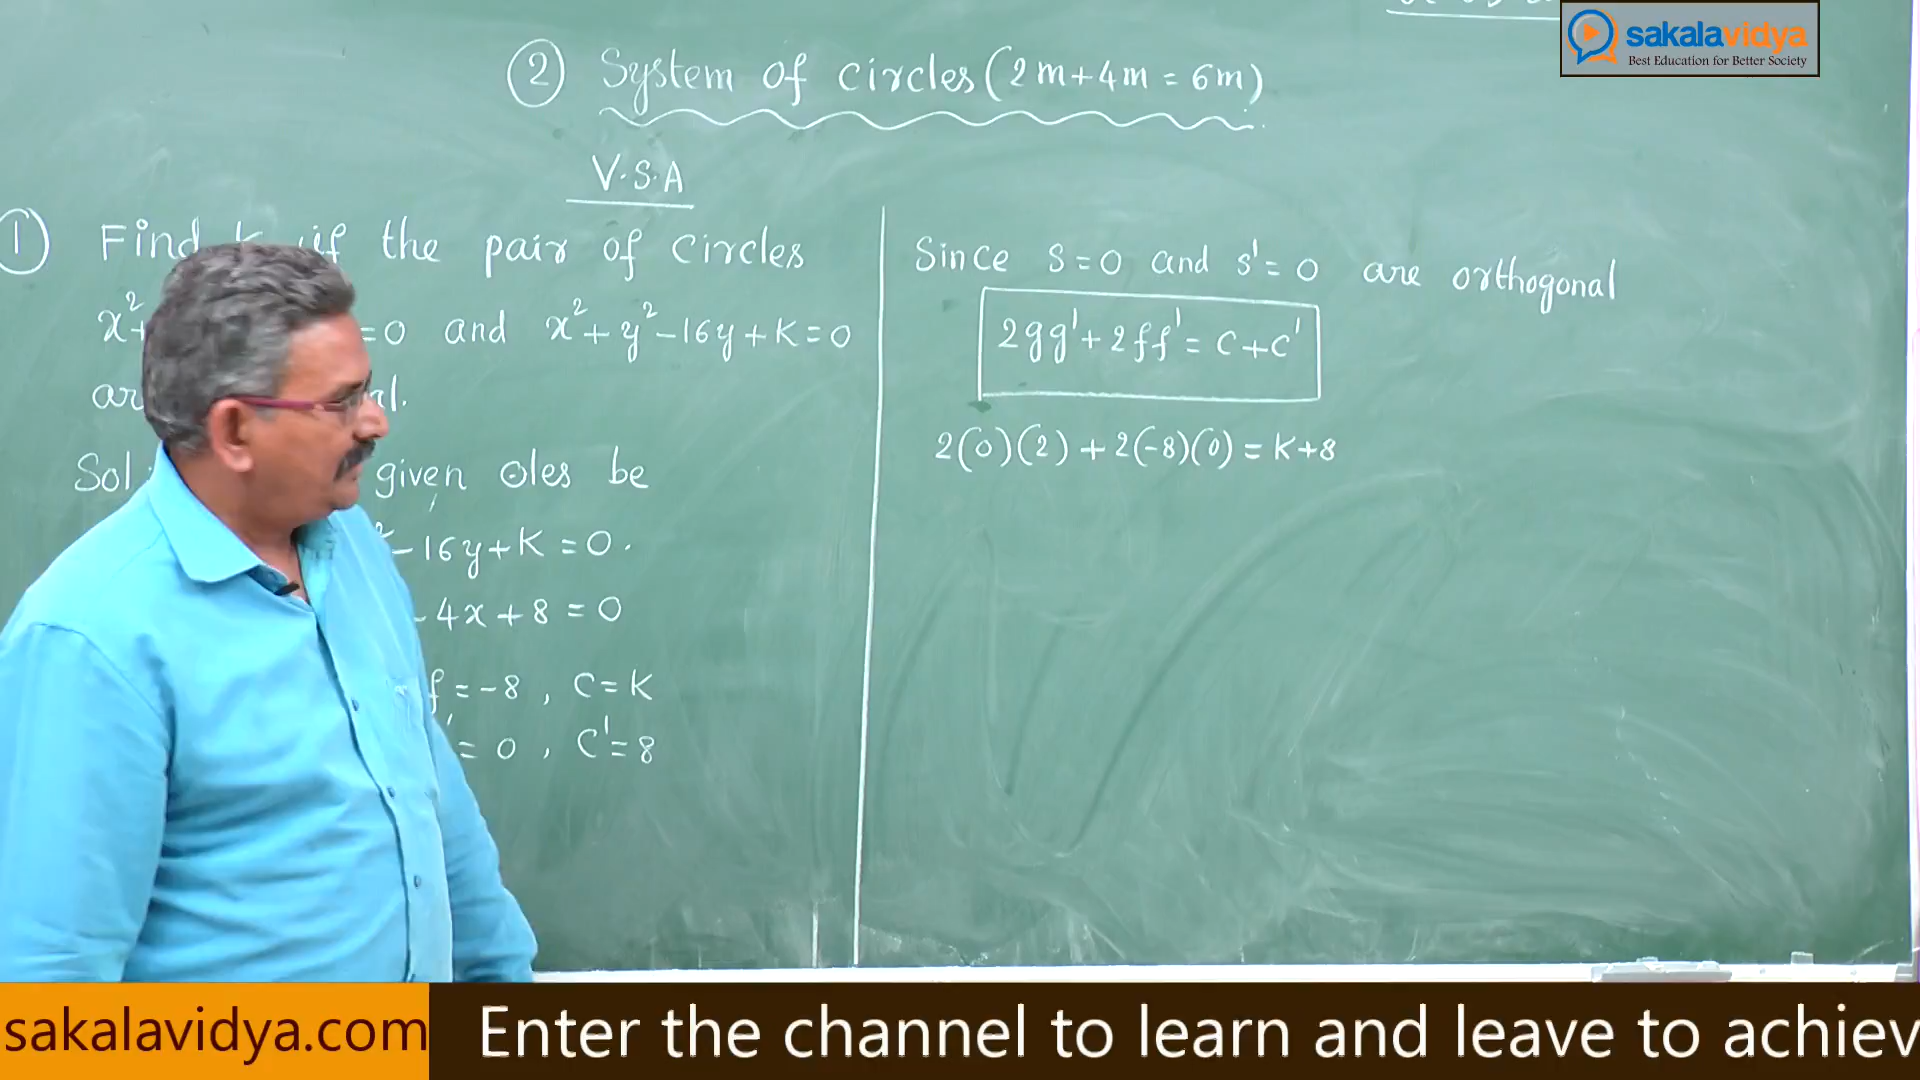 sakalavidya
Best Education for Better Society
② System of circles (2m+4m = 6m)
V.S.A
① Find if the pair of circles
x²+ =0 and x²+y²-16y+K=0
Sol given oles be
-16y+K =0.
-4x+8=0
f=-8, C=K
'=0, C'=8
Since S=0 and S'=0 are orthogonal
2gg'+2ff'=C+C'
2(0)(2)+2(-8)(0)=K+8
sakalavidya.com
Enter the channel to learn and leave to achiev